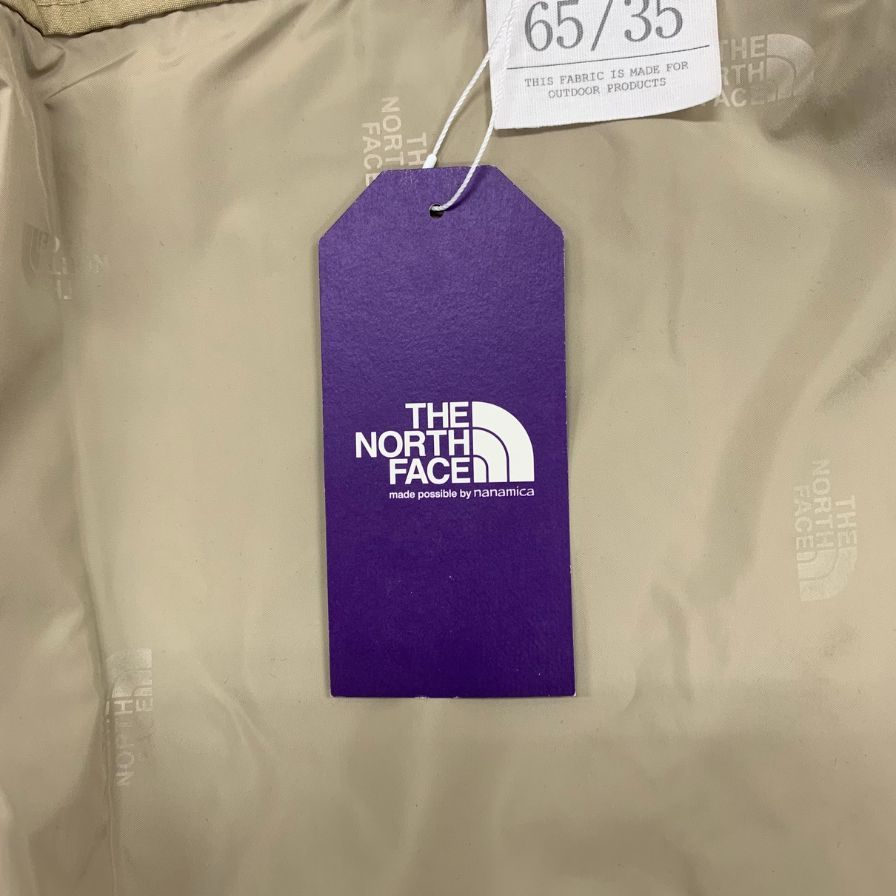 65/35
THIS FABRIC IS MADE FOR
OUTDOOR PRODUCTS
THE
NORTH
FACE
THE
NORTH
FACE
THE
NORTH
FACE
made possible by nanamica
THE
NORTH
FACE
NORTH